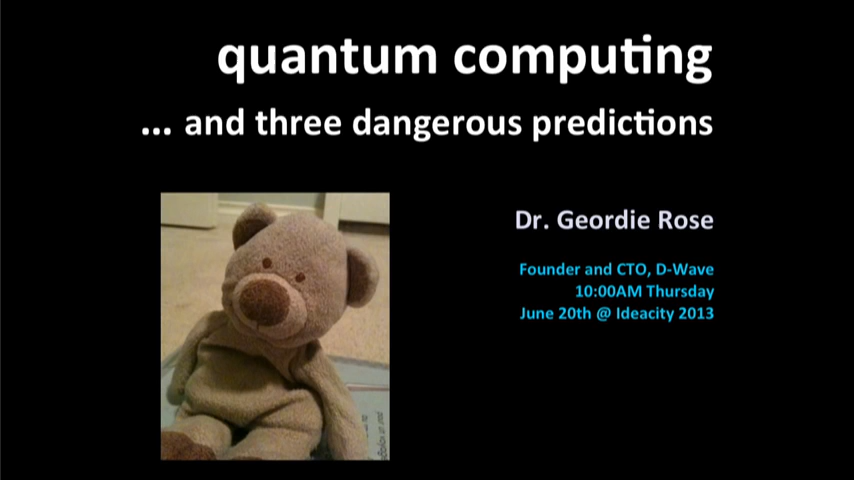 quantum computing
... and three dangerous predictions
Dr. Geordie Rose
Founder and CTO, D-Wave
10:00AM Thursday
June 20th @ Ideacity 2013